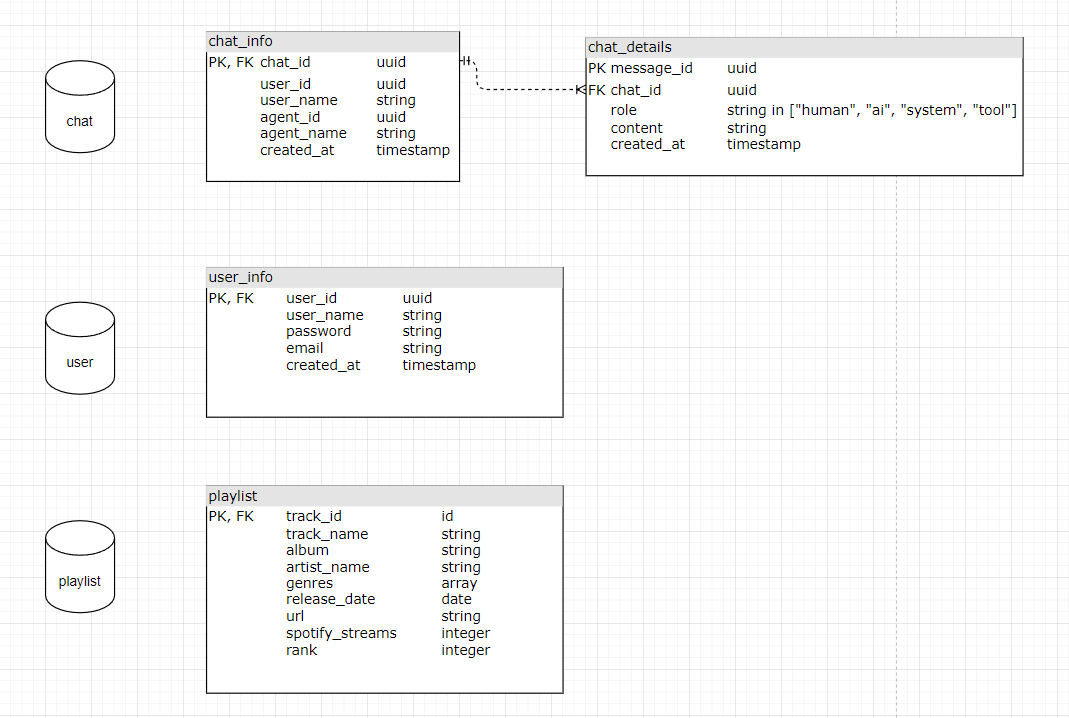 chat
chat_info
PK, FK chat_id uuid
user_id uuid
user_name string
agent_id uuid
agent_name string
created_at timestamp
chat_details
PK message_id uuid
FK chat_id uuid
role string in ["human", "ai", "system", "tool"]
content string
created_at timestamp
user
user_info
PK, FK user_id uuid
user_name string
password string
email string
created_at timestamp
playlist
playlist
PK, FK track_id id
track_name string
album string
artist_name string
genres array
release_date date
url string
spotify_streams integer
rank integer